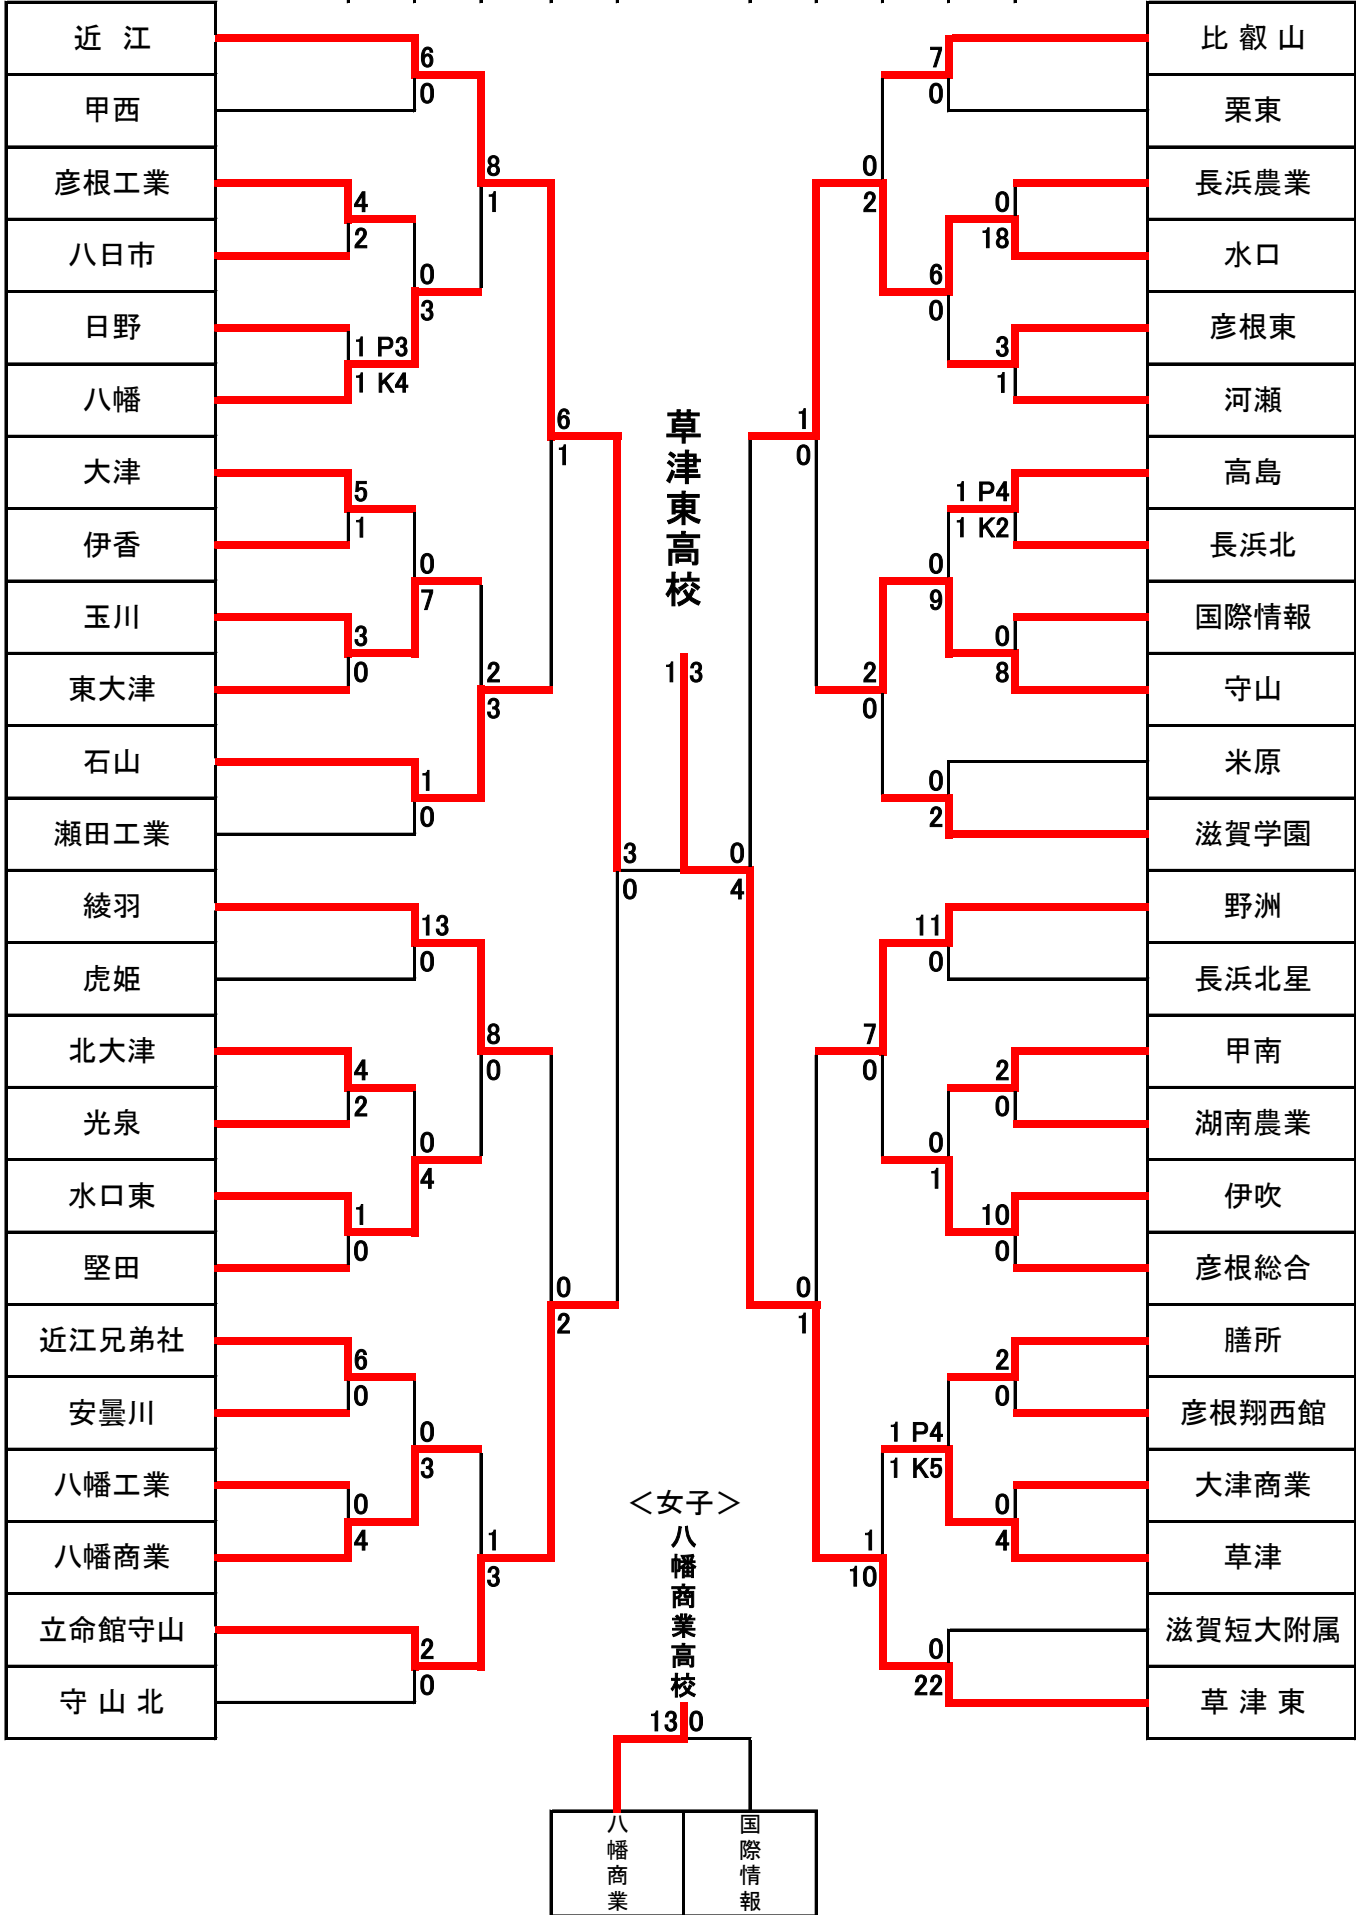 近 江
甲西
彦根工業
八日市
日野
八幡
大津
伊香
玉川
東大津
石山
瀬田工業
綾羽
虎姫
北大津
光泉
水口東
堅田
近江兄弟社
安曇川
八幡工業
八幡商業
立命館守山
守 山 北
6
0
4
2
0
3
1 P3
1 K4
8
1
5
1
0
7
3
0
2
3
1
0
6
1
13
0
8
0
4
2
0
4
1
0
0
2
6
0
0
3
0
4
1
3
2
0
3
0
草津東高校
1 3
0
4
7
0
0
2
0
18
6
0
3
1
1
0
1 P4
1 K2
0
9
0
8
2
0
0
2
11
0
7
0
2
0
0
1
10
0
0
1
2
0
1 P4
1 K5
0
4
1
10
0
22
比 叡 山
栗東
長浜農業
水口
彦根東
河瀬
高島
長浜北
国際情報
守山
米原
滋賀学園
野洲
長浜北星
甲南
湖南農業
伊吹
彦根総合
膳所
彦根翔西館
大津商業
草津
滋賀短大附属
草 津 東
＜女子＞
八幡商業高校
13 0
八幡商業
国際情報